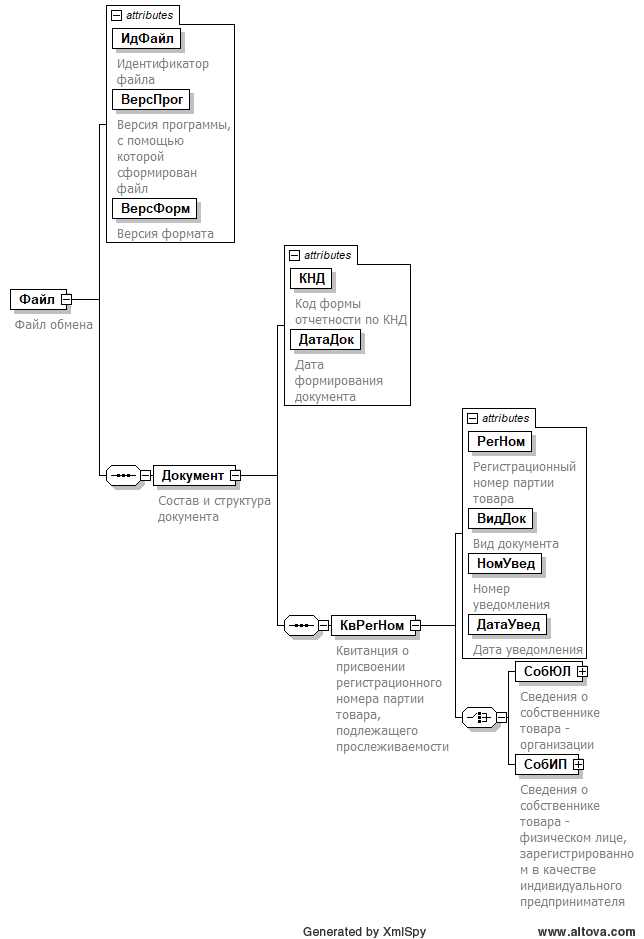 attributes
ИдФайл
Идентификатор
файла
ВерсПрог
Версия программы,
с помощью
которой
сформирован
файл
ВерсФорм
Версия формата
Файл
Файл обмена
attributes
КНД
Код формы
отчетности по КНД
ДатаДок
Дата
формирования
документа
Документ
Состав и структура
документа
attributes
РегНом
Регистрационный
номер партии
товара
ВидДок
Вид документа
НомУвед
Номер
уведомления
ДатаУвед
Дата уведомления
КвРегНом
Квитанция о
присвоении
регистрационного
номера партии
товара,
подлежащего
прослеживаемости
СобЮЛ
Сведения о
собственнике
товара -
организации
СобИП
Сведения о
собственнике
товара -
физическом лице,
зарегистрированно
м в качестве
индивидуального
предпринимателя
Generated by XmlSpy
www.altova.com